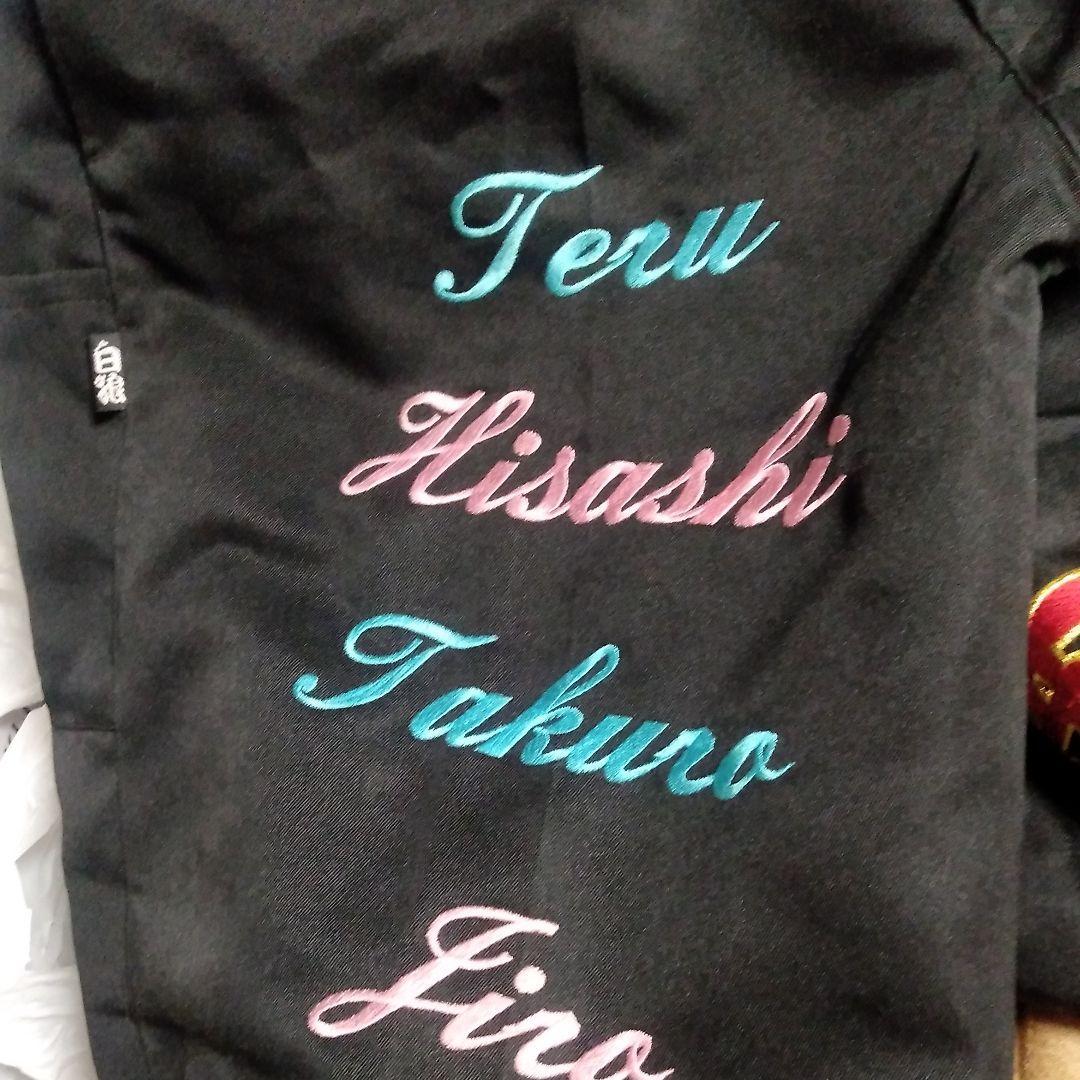 Teru
白狼
Hisashi
Takuro
Jiro